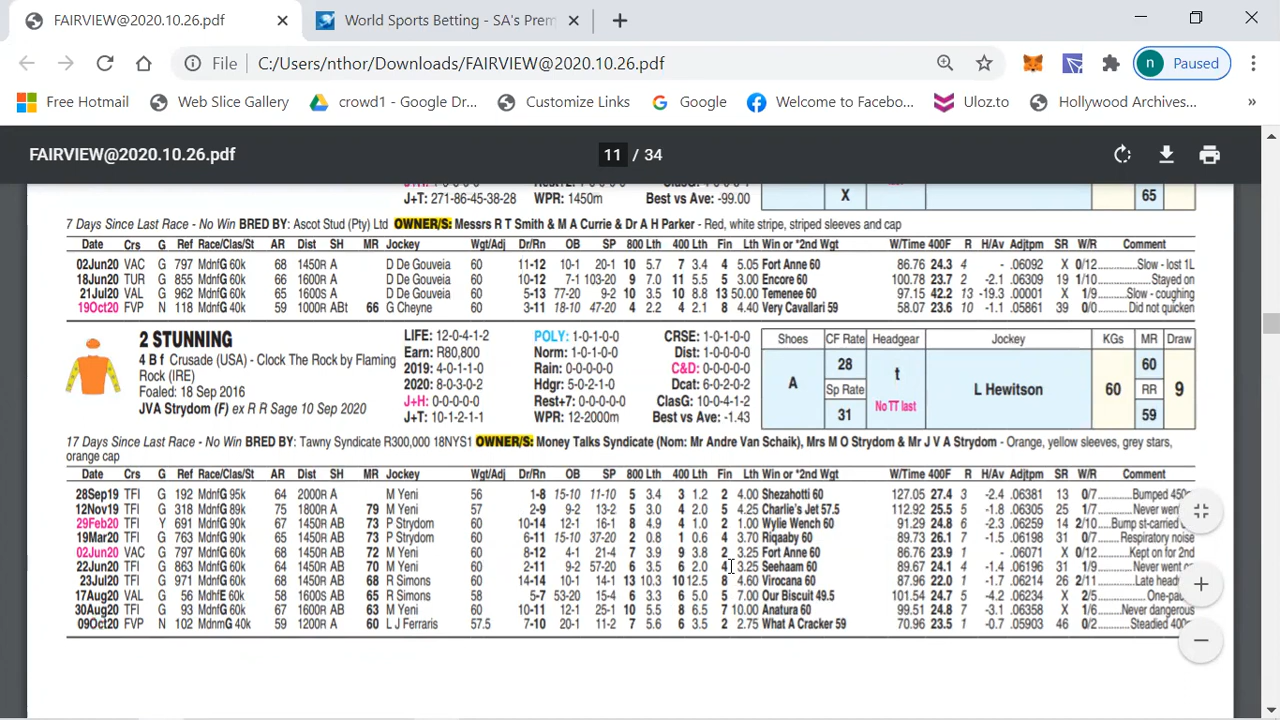 FAIRVIEW@2020.10.26.pdf
World Sports Betting - SA's Prem
File C:/Users/nthor/Downloads/FAIRVIEW@2020.10.26.pdf
n Paused
Free Hotmail Web Slice Gallery crowd1 - Google Dr... Customize Links Google Welcome to Facebo... Uloz.to Hollywood Archives... »
FAIRVIEW@2020.10.26.pdf 11 / 34
J+T: 271-86-45-38-28 WPR: 1450m Best vs Ave: -99.00 X 65
7 Days Since Last Race - No Win BRED BY: Ascot Stud (Pty) Ltd OWNER/S: Messrs R T Smith & M A Currie & Dr A H Parker - Red, white stripe, striped sleeves and cap
Date Crs G Ref Race/Clas/St AR Dist SH MR Jockey Wgt/Adj Dr/Rn OB SP 800 Lth 400 Lth Fin Lth Win or *2nd Wgt W/Time 400F R H/Av Adjtpm SR W/R Comment
02Jun20 VAC G 797 MdnfG 60k 68 1450R A D De Gouveia 60 11-12 10-1 20-1 10 5.7 7 3.4 4 5.05 Fort Anne 60 86.76 24.3 4 - .06092 X 0/12 Slow - lost 1L
18Jun20 TUR G 855 MdnfG 60k 66 1600R A D De Gouveia 60 10-12 7-1 103-20 9 7.0 11 5.5 5 3.00 Encore 60 100.78 23.7 2 -2.1 .06309 19 1/10 Stayed on
21Jul20 VAL G 962 MdnfG 60k 65 1600S A D De Gouveia 60 5-13 77-20 9-2 10 3.5 10 8.8 13 50.00 Temenee 60 97.15 42.2 13 -19.3 .00001 X 1/9 Slow - coughing
19Oct20 FVP N 118 MdnfG 40k 59 1000R ABt 66 G Cheyne 60 3-11 18-10 47-20 4 2.2 4 2.1 8 4.40 Very Cavallari 59 58.07 23.6 10 -1.1 .05861 39 0/0 Did not quicken
2 STUNNING
4 B f Crusade (USA) - Clock The Rock by Flaming
Rock (IRE)
Foaled: 18 Sep 2016
JVA Strydom (F) ex R R Sage 10 Sep 2020
LIFE: 12-0-4-1-2 POLY: 1-0-1-0-0 CRSE: 1-0-1-0-0
Earn: R80,800 Norm: 1-0-1-0-0 Dist: 1-0-0-0-0
2019: 4-0-1-1-0 Rain: 0-0-0-0-0 C&D: 0-0-0-0-0
2020: 8-0-3-0-2 Hdgr: 5-0-2-1-0 Dcat: 6-0-2-0-2
J+H: 0-0-0-0-0 Rest+7: 0-0-0-0-0 ClasG: 10-0-4-1-2
J+T: 10-1-2-1-1 WPR: 12-2000m Best vs Ave: -1.43
Shoes CF Rate Headgear Jockey KGs MR Draw
A 28 t L Hewitson 60 60 9
Sp Rate RR
31 No TT last 59
17 Days Since Last Race - No Win BRED BY: Tawny Syndicate R300,000 18NYS1 OWNER/S: Money Talks Syndicate (Nom: Mr Andre Van Schaik), Mrs M O Strydom & Mr J V A Strydom - Orange, yellow sleeves, grey stars,
orange cap
Date Crs G Ref Race/Clas/St AR Dist SH MR Jockey Wgt/Adj Dr/Rn OB SP 800 Lth 400 Lth Fin Lth Win or *2nd Wgt W/Time 400F R H/Av Adjtpm SR W/R Comment
28Sep19 TFI G 192 MdnfG 95k 64 2000R A M Yeni 56 1-8 15-10 11-10 5 3.4 3 1.2 2 4.00 Shezahotti 60 127.05 27.4 3 -2.4 .06381 13 0/7 Bumped 450
12Nov19 TFI G 318 MdnfG 89k 75 1800R A 79 M Yeni 57 2-9 9-2 13-2 5 3.0 4 2.0 5 4.25 Charlie's Jet 57.5 112.92 25.5 8 -1.8 .06305 25 1/7 Never went
29Feb20 TFI Y 691 MdnfG 67 1450R AB 73 P Strydom 60 10-14 12-1 16-1 8 4.9 4 1.0 2 1.00 Wylie Wench 60 91.29 24.8 6 -2.3 .06259 14 2/10 Bump st-carried
19Mar20 TFI G 763 MdnfG 65 1450R AB 73 P Strydom 60 6-11 15-10 37-20 2 0.8 1 0.6 4 3.70 Riqaaby 60 89.73 26.1 7 -1.5 .06198 31 0/7 Respiratory noise
02Jun20 VAC G 797 MdnfG 60k 68 1450R AB 72 M Yeni 60 8-12 4-1 21-4 7 3.9 9 3.8 2 3.25 Fort Anne 60 86.76 23.9 1 - .06071 X 0/12 Kept on for 2nd
22Jun20 TFI G 865 MdnfG 60k 66 1450R AB 70 M Yeni 60 2-11 9-2 57-20 6 3.5 6 2.0 4 3.25 Seehaam 60 89.67 24.1 4 -1.4 .06196 31 1/9 Never went
23Jul20 TFI G 971 MdnfG 60k 65 1450R AB 68 R Simons 60 14-14 10-1 14-1 13 10.3 10 12.5 8 4.60 Virocana 60 87.96 22.0 1 -1.7 .06214 26 2/11 Late head
17Aug20 VAL G 56 MdhfE 50k 58 1600S AB 65 R Simons 58 5-7 53-20 15-4 6 3.3 6 5.0 5 7.00 Our Biscuit 49.5 101.54 24.7 5 -4.2 .06234 X 2/5 One-pac
30Aug20 TFI G 93 MdnfG 60k 64 1600R AB 63 M Yeni 60 10-11 12-1 25-1 10 5.5 8 6.5 7 10.00 Anatura 60 99.51 24.8 7 -3.1 .06358 X 1/6 Never dangerous
09Oct20 FVP N 102 MdnmG 40k 59 1200R A 60 L J Ferraris 57.5 7-10 20-1 11-2 7 5.6 6 3.5 2 2.75 What A Cracker 59 70.96 23.5 1 -0.7 .05903 46 0/2 Steadied 400